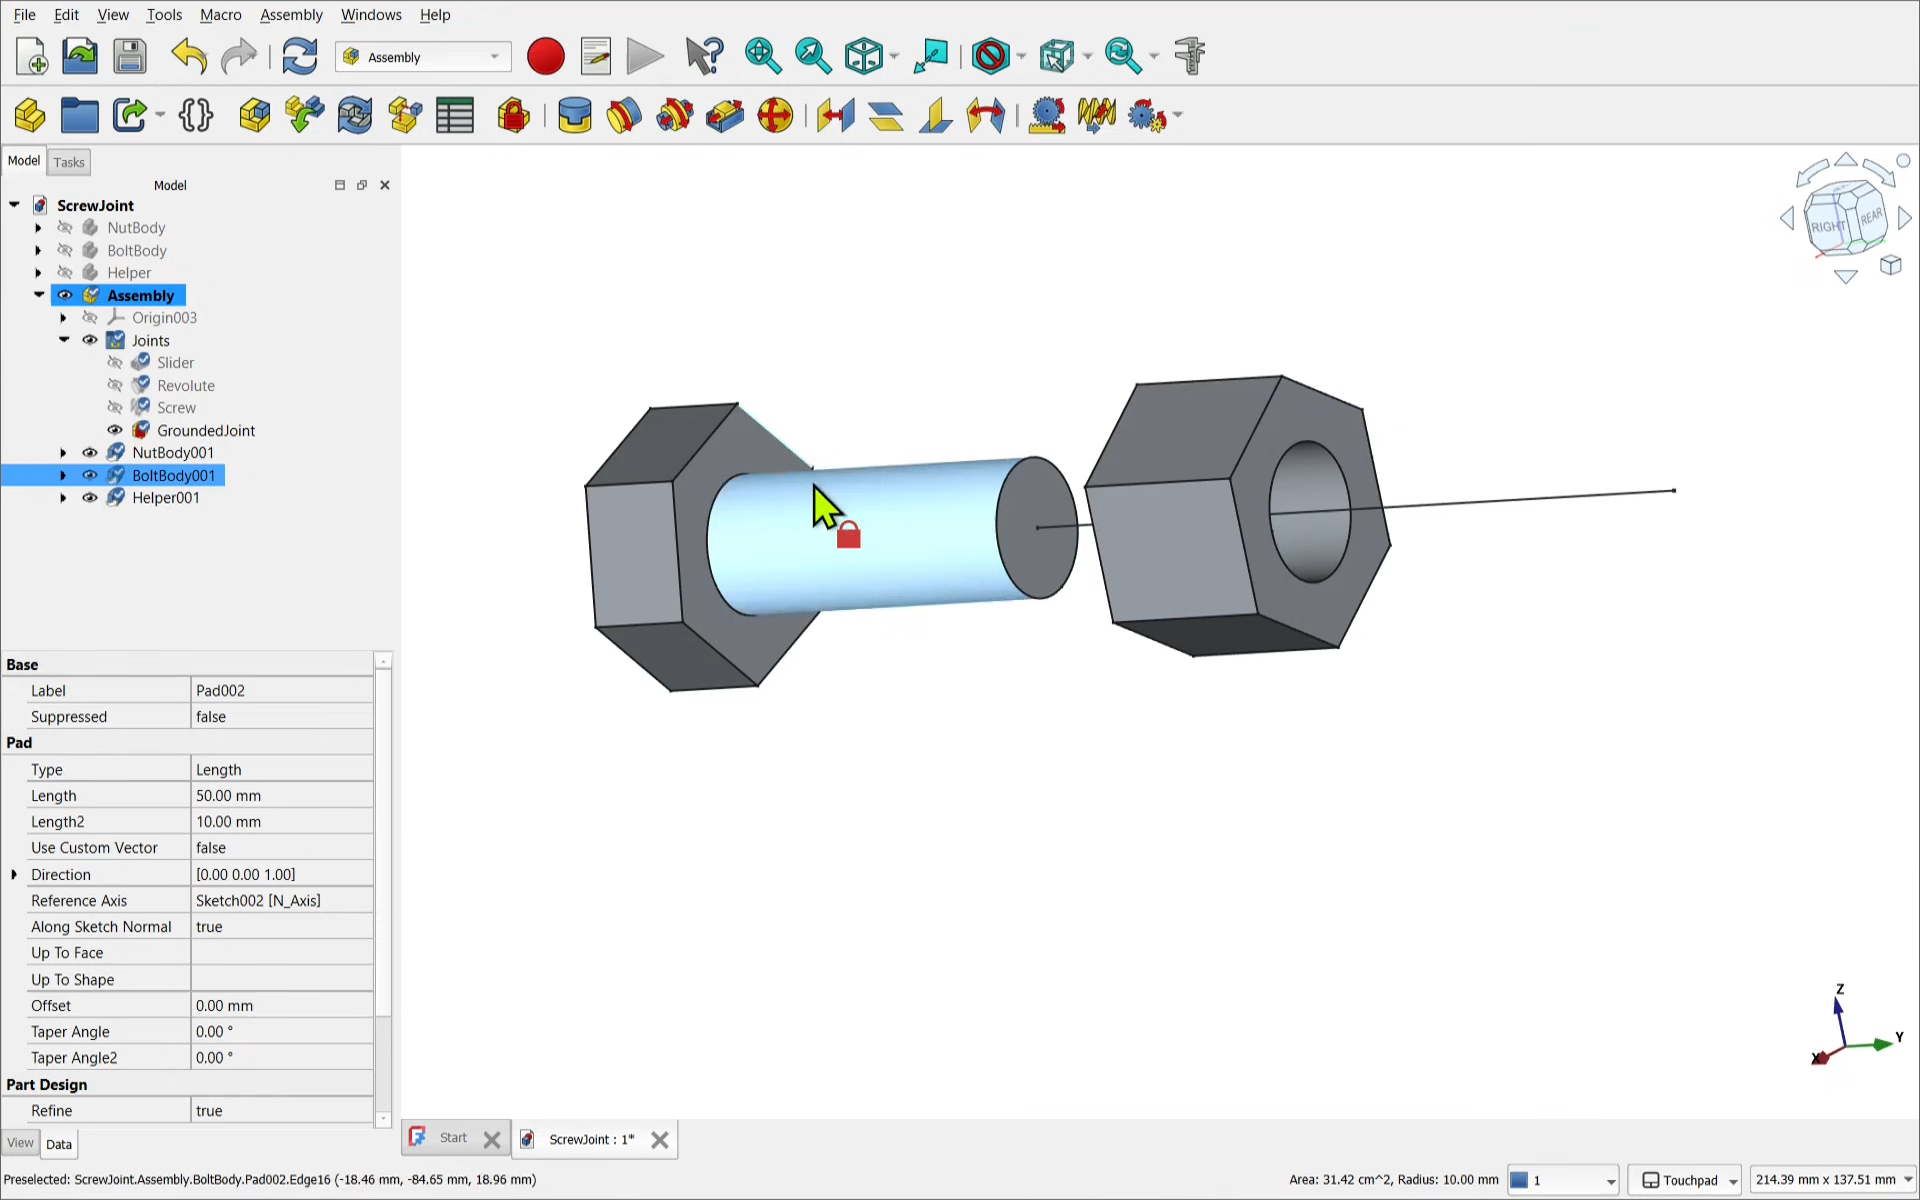 File Edit View Tools Macro Assembly Windows Help
Assembly
Model Tasks
Model
ScrewJoint
NutBody
BoltBody
Helper
Assembly
Origin003
Joints
Slider
Revolute
Screw
GroundedJoint
NutBody001
BoltBody001
Helper001
RIGHT REAR
Base
Label Pad002
Suppressed false
Pad
Type Length
Length 50.00 mm
Length2 10.00 mm
Use Custom Vector false
Direction [0.00 0.00 1.00]
Reference Axis Sketch002 [N_Axis]
Along Sketch Normal true
Up To Face
Up To Shape
Offset 0.00 mm
Taper Angle 0.00 °
Taper Angle2 0.00 °
Part Design
Refine true
Z
Y
X
View Data
Start ScrewJoint : 1*
Preselected: ScrewJoint.Assembly.BoltBody.Pad002.Edge16 (-18.46 mm, -84.65 mm, 18.96 mm) Area: 31.42 cm^2, Radius: 10.00 mm 1 Touchpad 214.39 mm x 137.51 mm